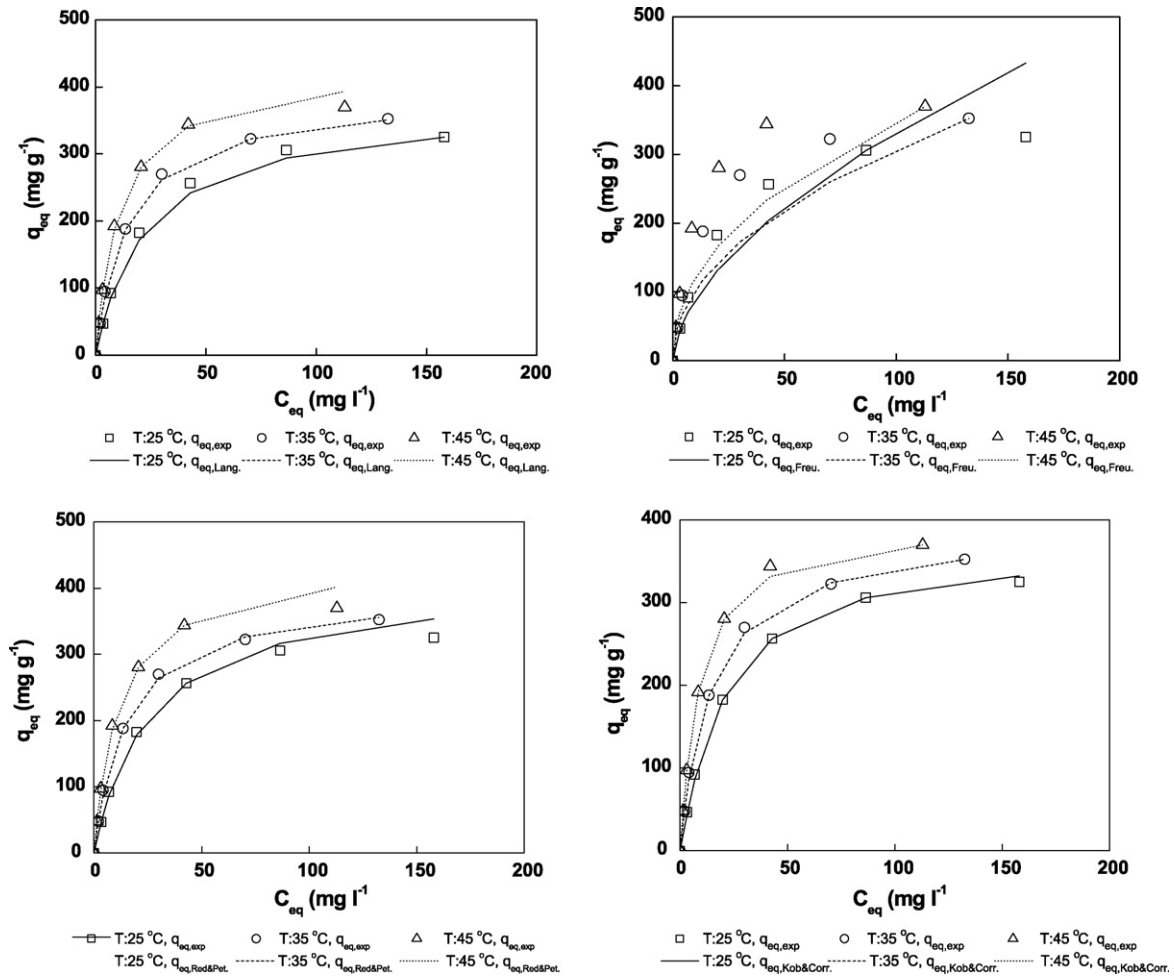 500
400
300
200
100
0
q_eq (mg g^-1)
0 50 100 150 200
C_eq (mg l^-1)
T:25 °C, q_eq,exp T:35 °C, q_eq,exp T:45 °C, q_eq,exp
T:25 °C, q_eq,Lang. T:35 °C, q_eq,Lang. T:45 °C, q_eq,Lang.
500
400
300
200
100
0
q_eq (mg g^-1)
0 50 100 150 200
C_eq (mg l^-1
T:25 °C, q_eq,exp T:35 °C, q_eq,exp T:45 °C, q_eq,exp
T:25 °C, q_eq,Freu. T:35 °C, q_eq,Freu. T:45 °C, q_eq,Freu.
500
400
300
200
100
0
q_eq (mg g^-1)
0 50 100 150 200
C_eq (mg l^-1
T:25 °C, q_eq,exp T:35 °C, q_eq,exp T:45 °C, q_eq,exp
T:25 °C, q_eq,Red&Pet. T:35 °C, q_eq,Red&Pet. T:45 °C, q_eq,Red&Pet.
400
300
200
100
0
q_eq (mg g^-1)
0 50 100 150 200
C_eq (mg l^-1
T:25 °C, q_eq,exp T:35 °C, q_eq,exp T:45 °C, q_eq,exp
T:25 °C, q_eq,Kob&Corr. T:35 °C, q_eq,Kob&Corr. T:45 °C, q_eq,Kob&Corr.